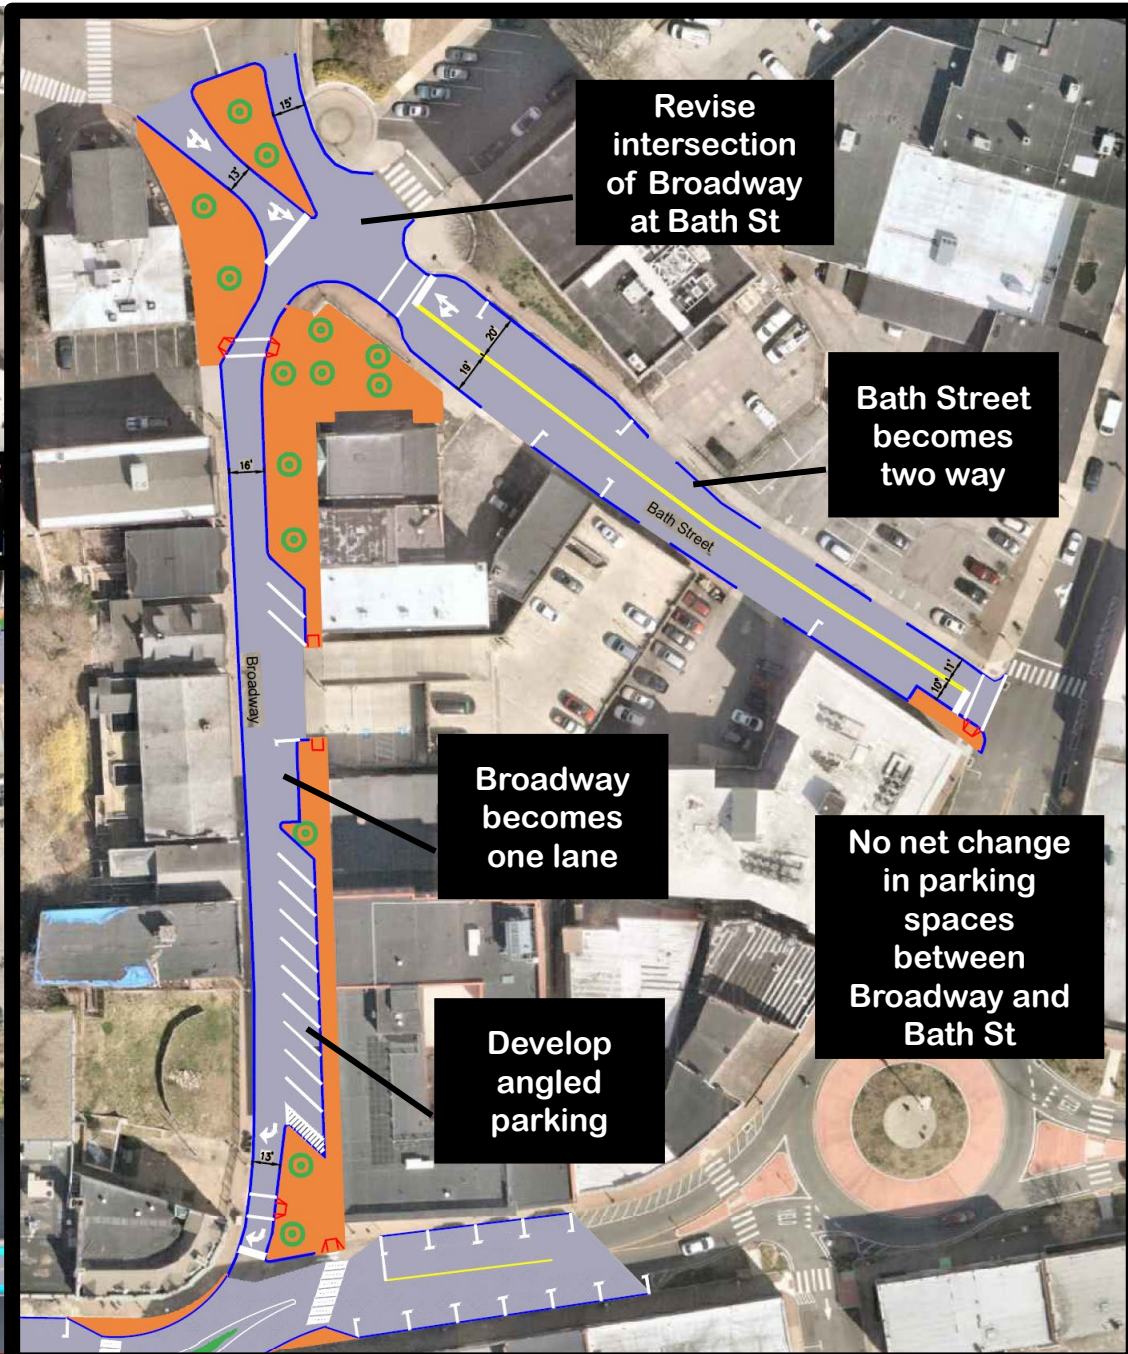 15'
13'
Revise
intersection
of Broadway
at Bath St
20'
19'
Bath Street
becomes
two way
16'
Bath Street
Broadway
11'
10'
Broadway
becomes
one lane
No net change
in parking
spaces
between
Broadway and
Bath St
Develop
angled
parking
13'